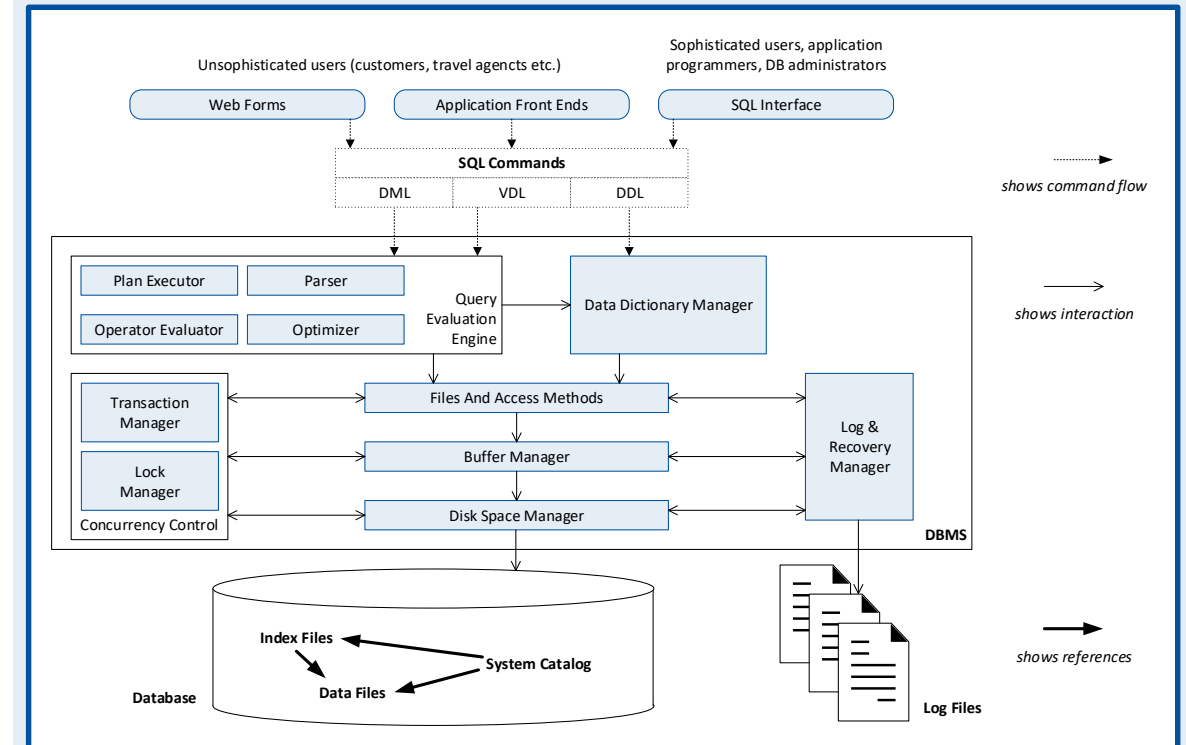 Sophisticated users, application
programmers, DB administrators
Unsophisticated users (customers, travel agencts etc.)
Web Forms
Application Front Ends
SQL Interface
SQL Commands
DML
VDL
DDL
shows command flow
Plan Executor
Parser
Operator Evaluator
Optimizer
Query
Evaluation
Engine
Data Dictionary Manager
shows interaction
Transaction
Manager
Lock
Manager
Concurrency Control
Files And Access Methods
Buffer Manager
Disk Space Manager
Log &
Recovery
Manager
DBMS
Index Files
System Catalog
Data Files
Database
Log Files
shows references